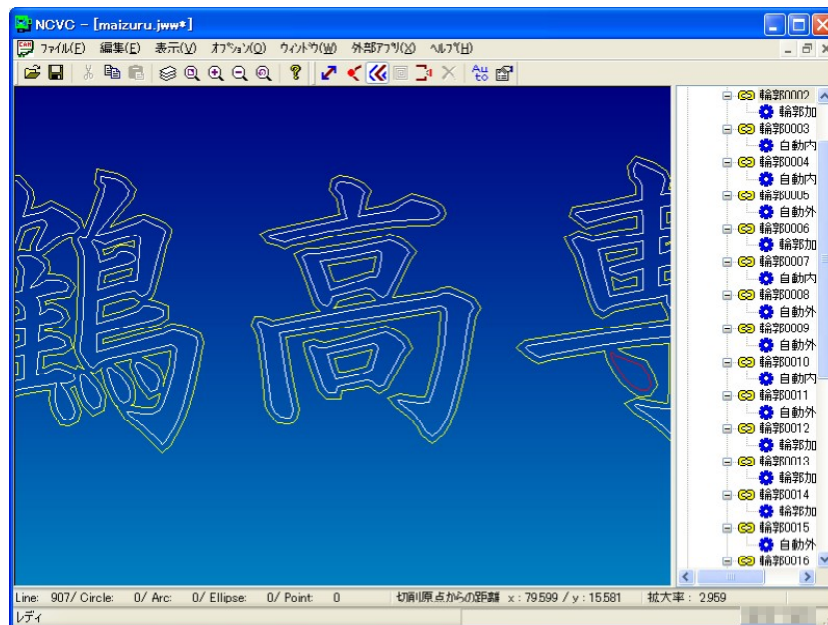 NCVC - [maizuru.jww*]
ファイル(F) 編集(E) 表示(V) オプション(O) ウィンドウ(W) 外部アプリ(X) ヘルプ(H)
Au to
鶴 高 専
輪郭0002
輪郭加
輪郭0003
自動内
輪郭0004
自動内
輪郭0005
自動外
輪郭0006
輪郭加
輪郭0007
自動内
輪郭0008
自動外
輪郭0009
自動外
輪郭0010
自動内
輪郭0011
自動外
輪郭0012
輪郭加
輪郭0013
輪郭加
輪郭0014
輪郭加
輪郭0015
自動外
輪郭0016
Line: 907/ Circle: 0/ Arc: 0/ Ellipse: 0/ Point: 0 切削原点からの距離 x : 79.599 / y : 15.581 拡大率 : 2.959
レディ